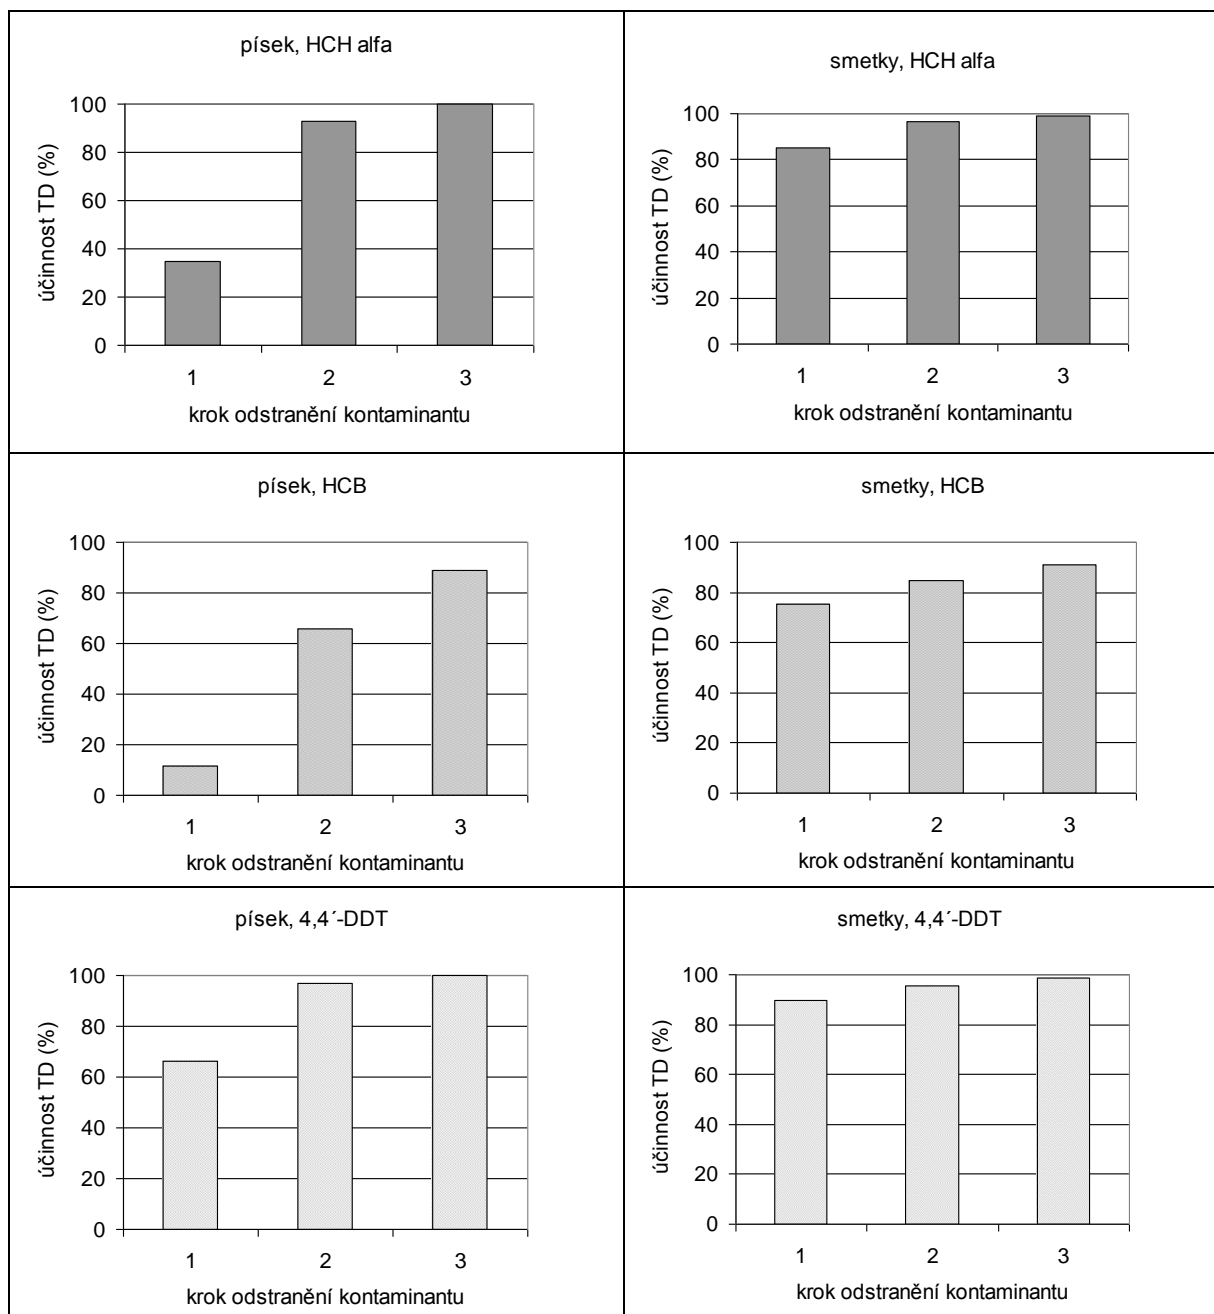 písek, HCH alfa
účinnost TD (%)
100
80
60
40
20
0
1 2 3
krok odstranění kontaminantu
smetky, HCH alfa
účinnost TD (%)
100
80
60
40
20
0
1 2 3
krok odstranění kontaminantu
písek, HCB
účinnost TD (%)
100
80
60
40
20
0
1 2 3
krok odstranění kontaminantu
smetky, HCB
účinnost TD (%)
100
80
60
40
20
0
1 2 3
krok odstranění kontaminantu
písek, 4,4´-DDT
účinnost TD (%)
100
80
60
40
20
0
1 2 3
krok odstranění kontaminantu
smetky, 4,4´-DDT
účinnost TD (%)
100
80
60
40
20
0
1 2 3
krok odstranění kontaminantu